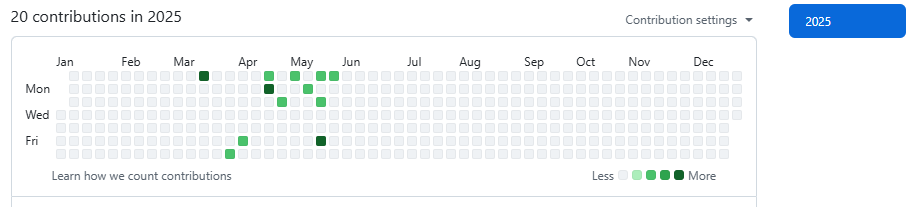 20 contributions in 2025
Contribution settings
2025
Jan Feb Mar Apr May Jun Jul Aug Sep Oct Nov Dec
Mon
Wed
Fri
Learn how we count contributions
Less More